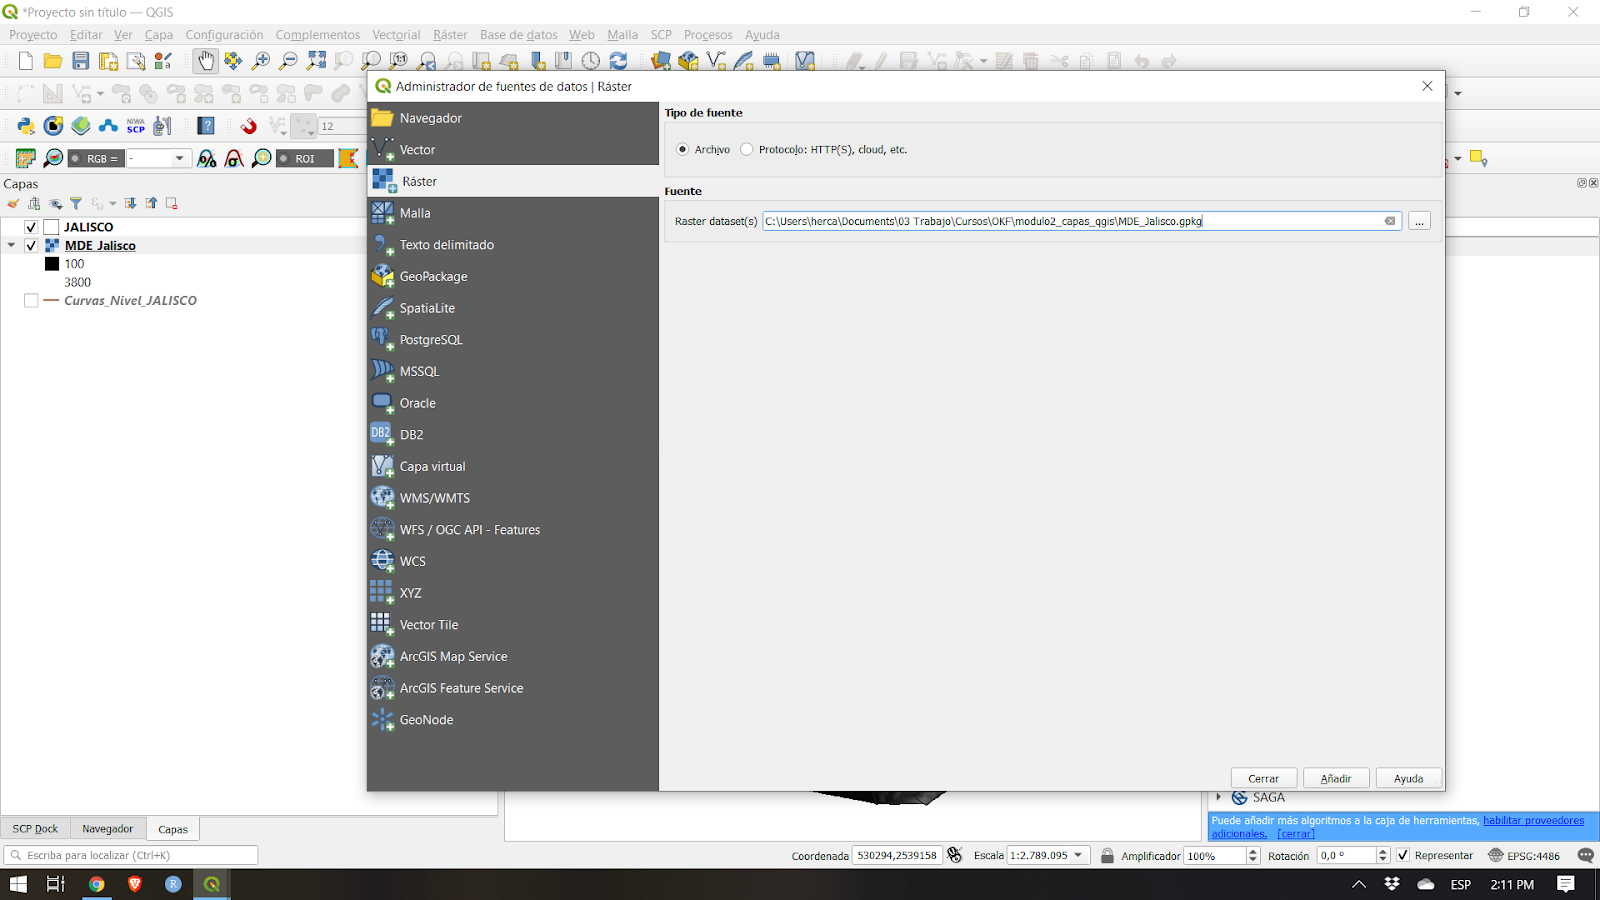 *Proyecto sin título — QGIS
Proyecto Editar Ver Capa Configuración Complementos Vectorial Ráster Base de datos Web Malla SCP Procesos Ayuda
Administrador de fuentes de datos | Ráster
NIWA
SCP
12
RGB =
-
ROI
Capas
JALISCO
MDE_Jalisco
100
3800
Curvas_Nivel_JALISCO
Navegador
Vector
Ráster
Malla
Texto delimitado
GeoPackage
SpatiaLite
PostgreSQL
MSSQL
Oracle
DB2
DB2
Capa virtual
WMS/WMTS
WFS / OGC API - Features
WCS
XYZ
Vector Tile
ArcGIS Map Service
ArcGIS Feature Service
GeoNode
Tipo de fuente
Archivo Protocolo: HTTP(S), cloud, etc.
Fuente
Raster dataset(s) C:\Users\herca\Documents\03 Trabajo\Cursos\OKF\modulo2_capas_qgis\MDE_Jalisco.gpkg ...
Cerrar Añadir Ayuda
SAGA
Puede añadir más algoritmos a la caja de herramientas, habilitar proveedores
adicionales. [cerrar]
SCP Dock Navegador Capas
Escriba para localizar (Ctrl+K)
Coordenada 530294,2539158 Escala 1:2.789.095 Amplificador 100% Rotación 0,0 ° Representar EPSG:4486
ESP 2:11 PM